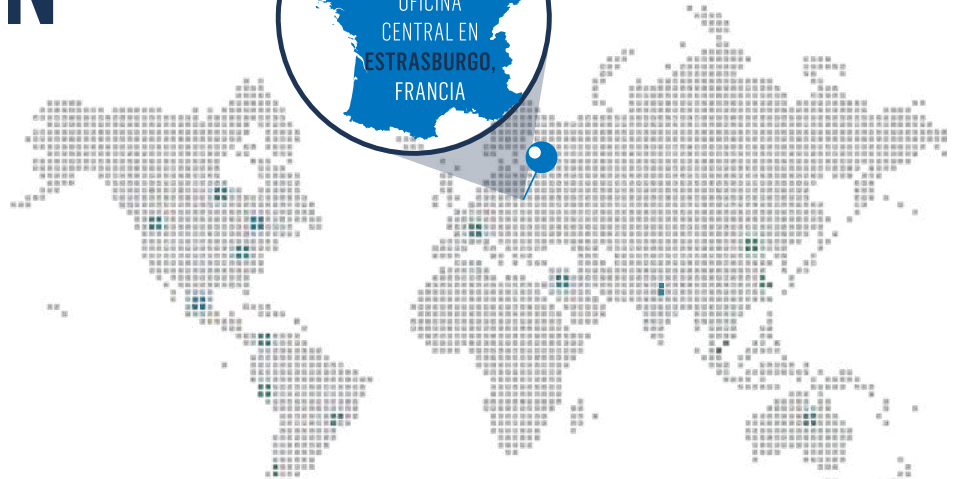 N
OFICINA
CENTRAL EN
ESTRASBURGO,
FRANCIA